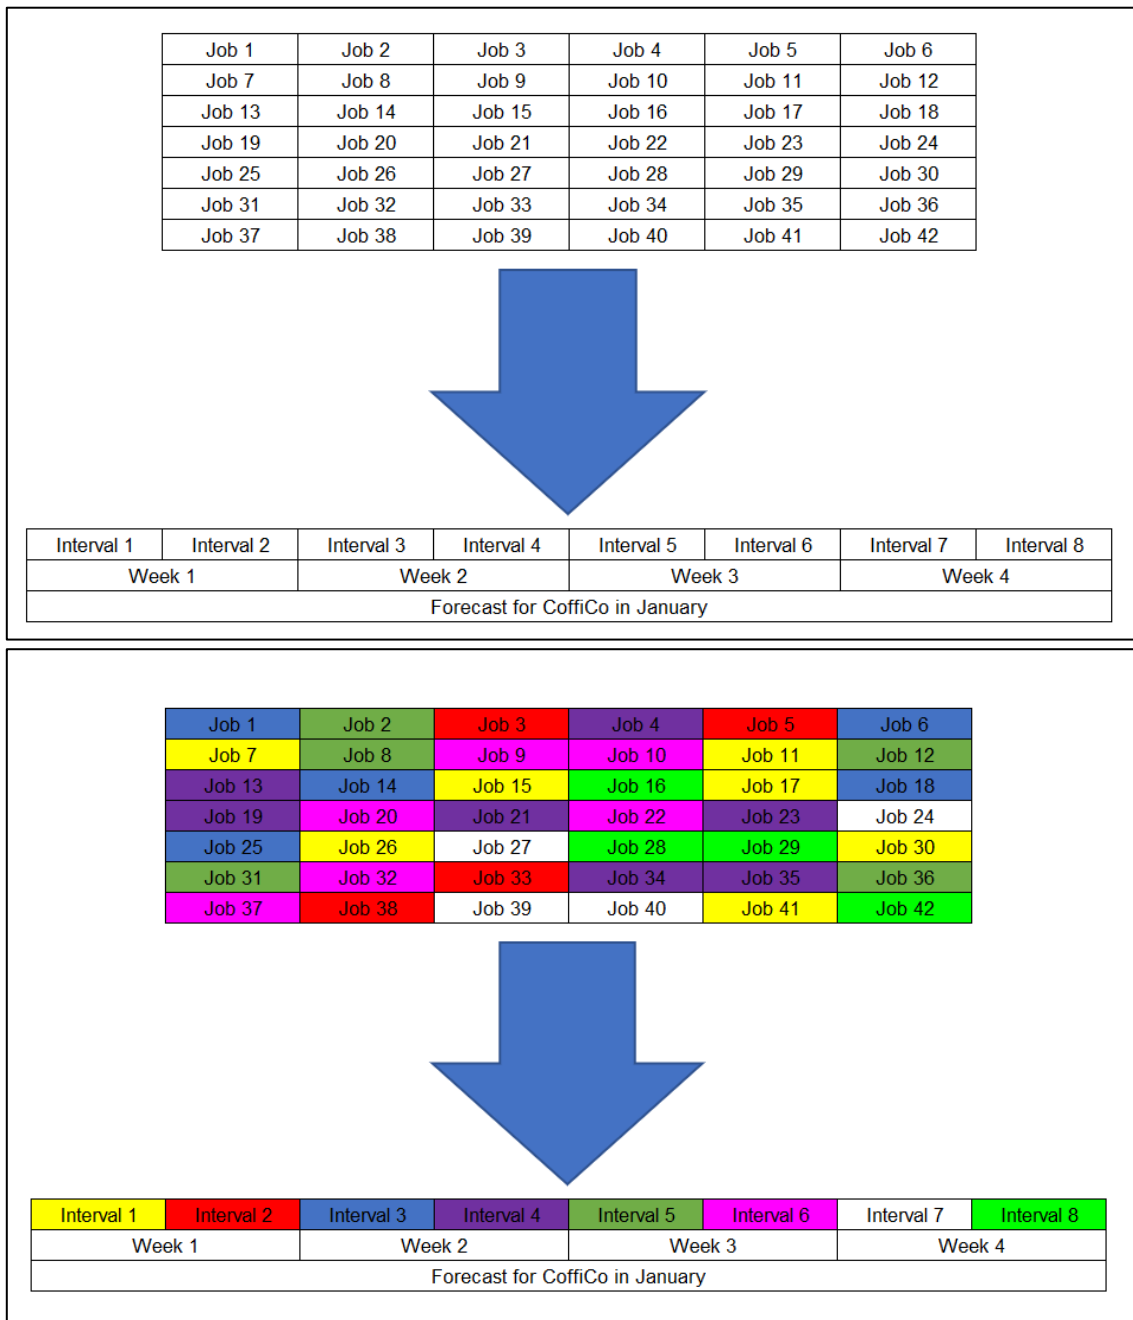 Job 1 Job 2 Job 3 Job 4 Job 5 Job 6
Job 7 Job 8 Job 9 Job 10 Job 11 Job 12
Job 13 Job 14 Job 15 Job 16 Job 17 Job 18
Job 19 Job 20 Job 21 Job 22 Job 23 Job 24
Job 25 Job 26 Job 27 Job 28 Job 29 Job 30
Job 31 Job 32 Job 33 Job 34 Job 35 Job 36
Job 37 Job 38 Job 39 Job 40 Job 41 Job 42
Interval 1 Interval 2 Interval 3 Interval 4 Interval 5 Interval 6 Interval 7 Interval 8
Week 1 Week 2 Week 3 Week 4
Forecast for CoffiCo in January
Job 1 Job 2 Job 3 Job 4 Job 5 Job 6
Job 7 Job 8 Job 9 Job 10 Job 11 Job 12
Job 13 Job 14 Job 15 Job 16 Job 17 Job 18
Job 19 Job 20 Job 21 Job 22 Job 23 Job 24
Job 25 Job 26 Job 27 Job 28 Job 29 Job 30
Job 31 Job 32 Job 33 Job 34 Job 35 Job 36
Job 37 Job 38 Job 39 Job 40 Job 41 Job 42
Interval 1 Interval 2 Interval 3 Interval 4 Interval 5 Interval 6 Interval 7 Interval 8
Week 1 Week 2 Week 3 Week 4
Forecast for CoffiCo in January